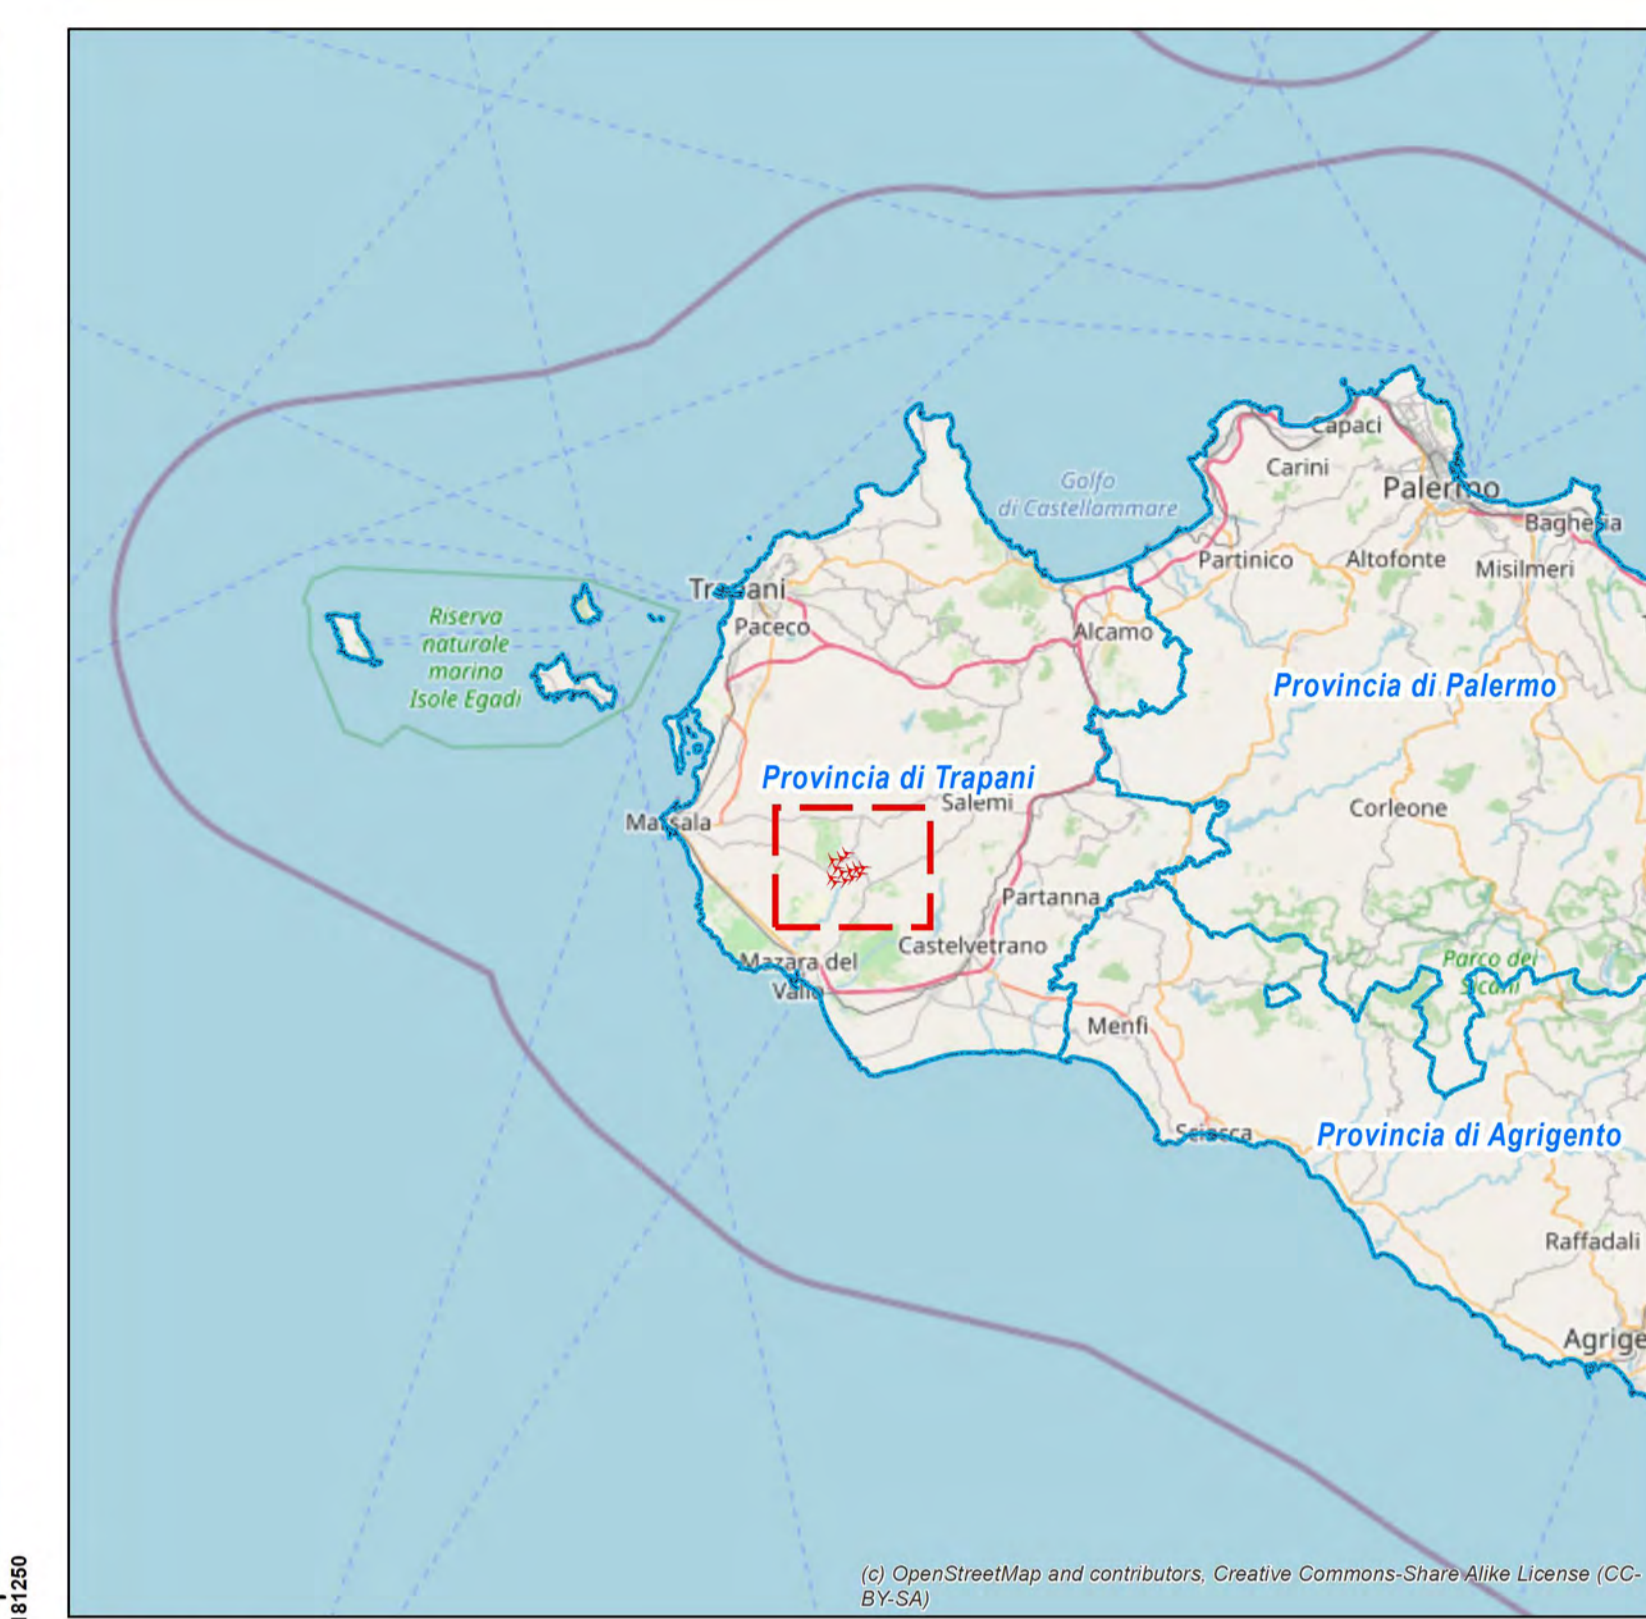 Capaci
Carini
Golfo
di Castellammare
Palermo
Bagheria
Partinico
Altofonte
Misilmeri
Trapani
Riserva
naturale
marina
Isole Egadi
Paceco
Alcamo
Provincia di Palermo
Provincia di Trapani
Salemi
Corleone
Marsala
Partanna
Castelvetrano
Mazara del
Vallo
Parco dei
Sicani
Menfi
Sciacca
Provincia di Agrigento
Raffadali
Agrige
(c) OpenStreetMap and contributors, Creative Commons-Share Alike License (CC-
BY-SA)
181250